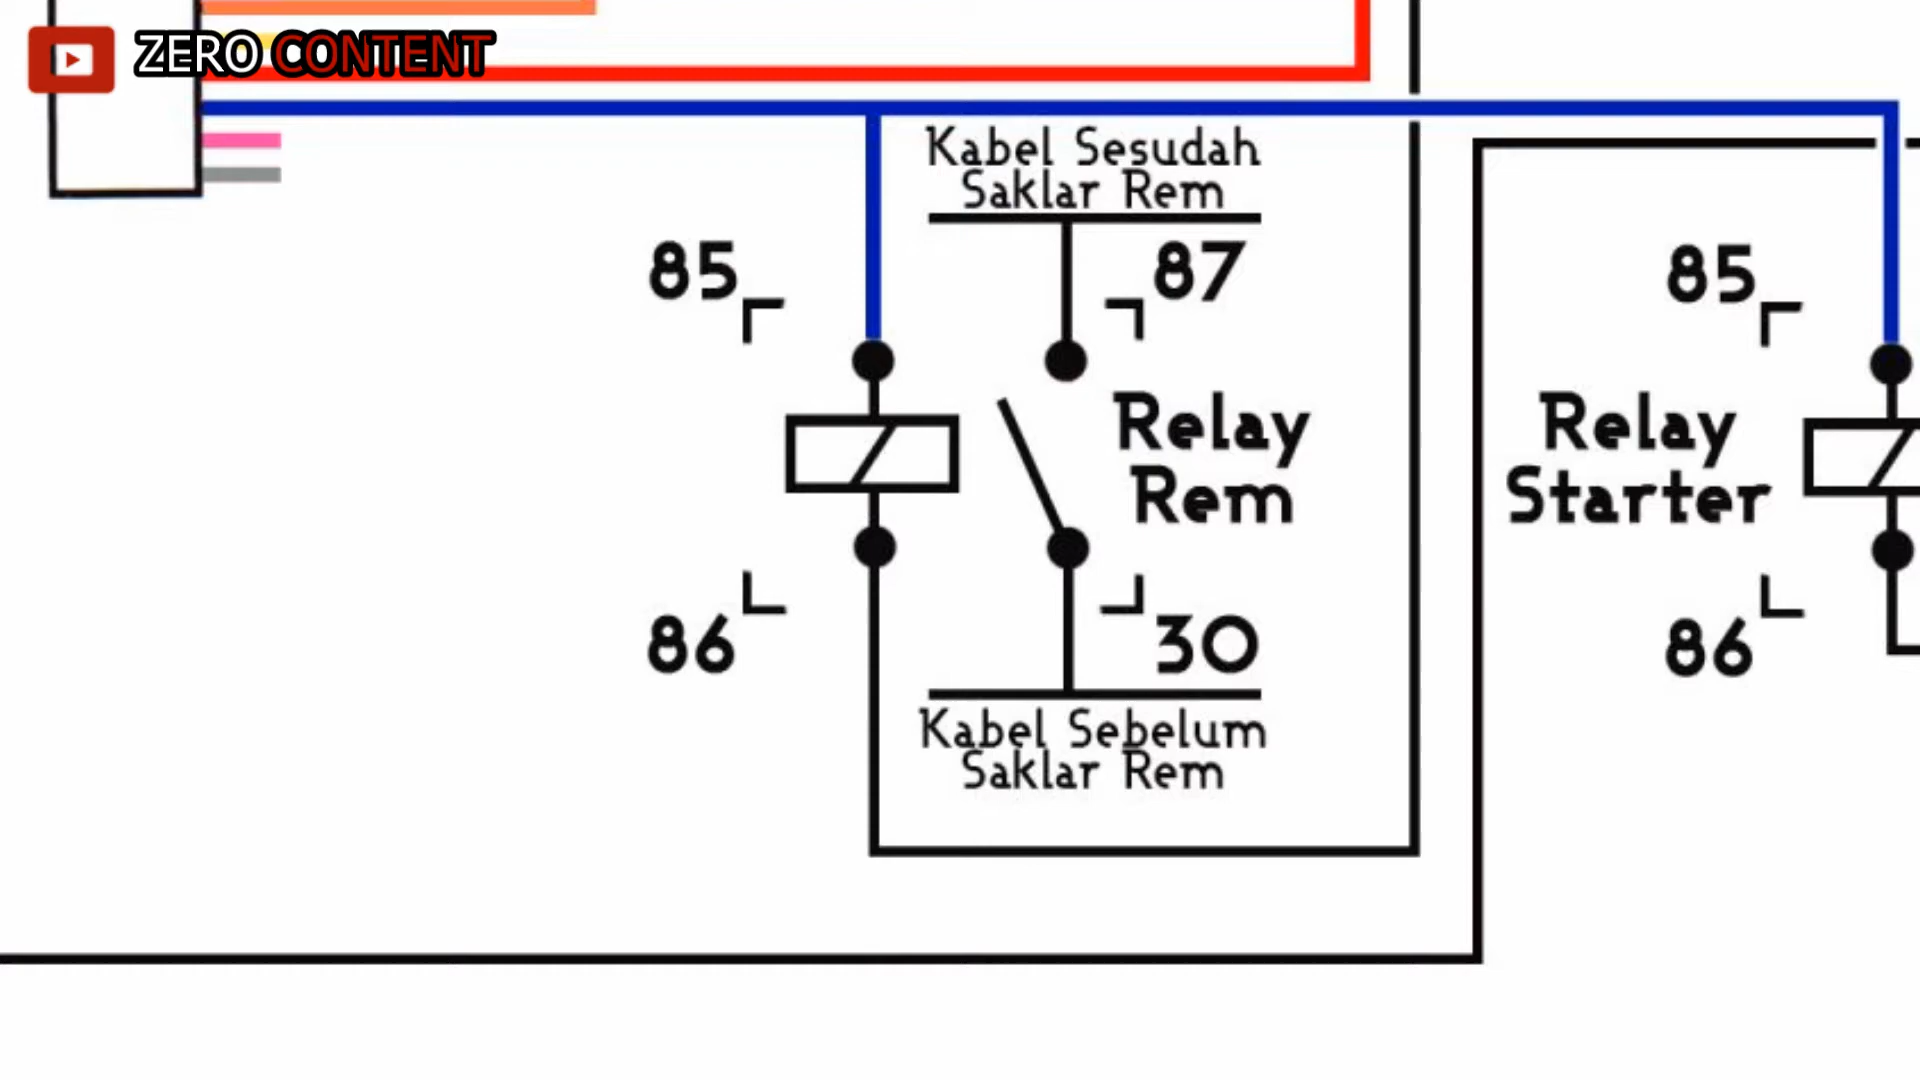 ZERO CONTENT
Kabel Sesudah
Saklar Rem
85
87
85
Relay
Rem
Relay
Starter
86
30
86
Kabel Sebelum
Saklar Rem